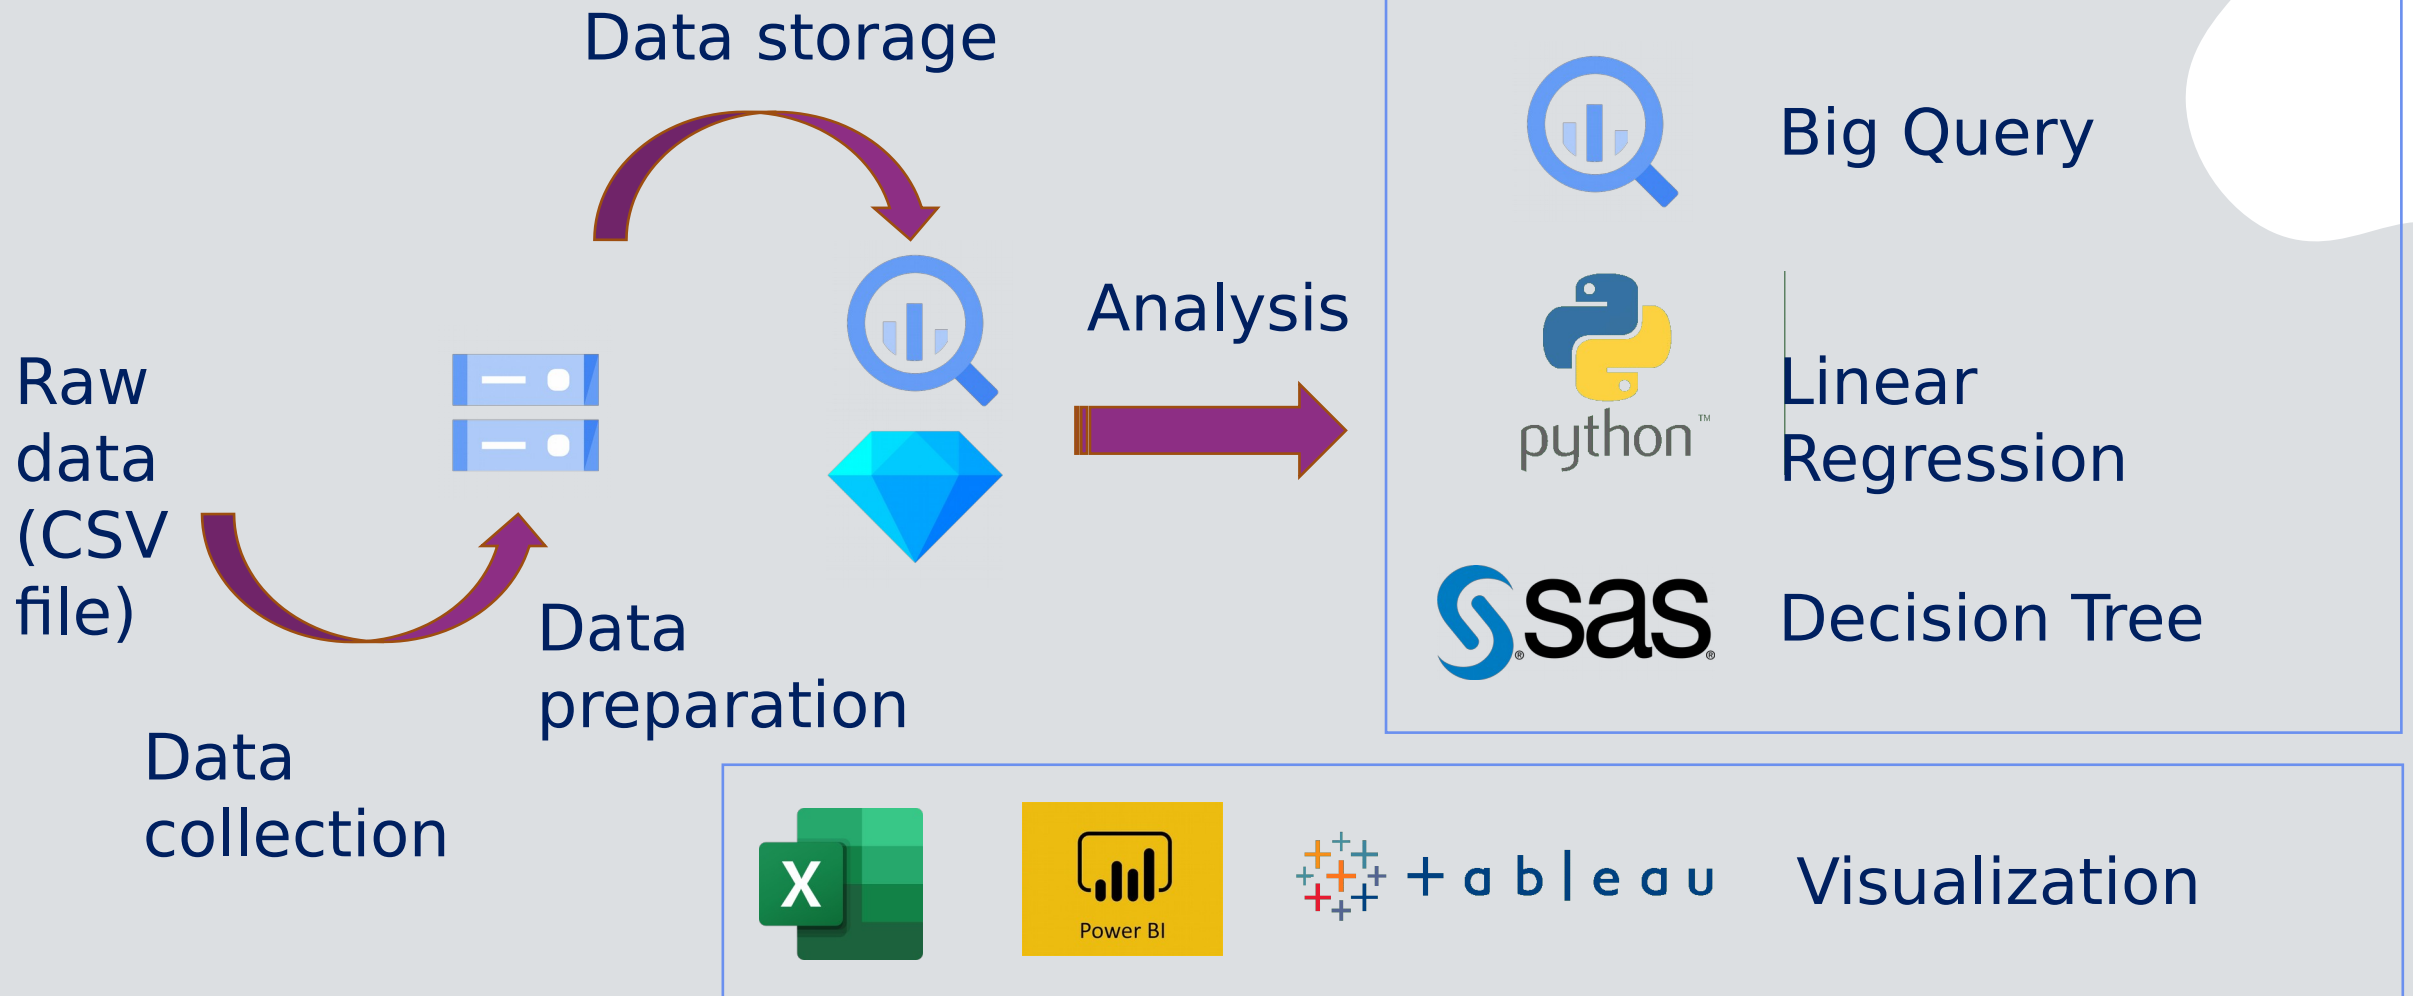 Data storage
Big Query
Analysis
Raw
data
(CSV
file)
python™
Linear
Regression
Data
preparation
sas®
Decision Tree
Data
collection
X
Power BI
+ableau
Visualization